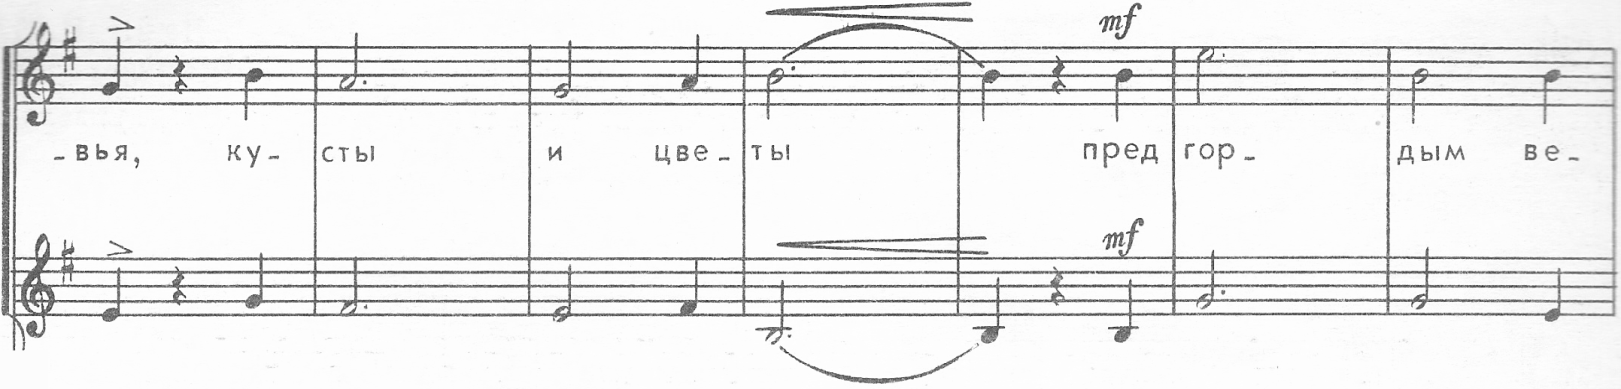 mf
-вья, ку- сты и цве- ты пред гор- дым ве-
mf